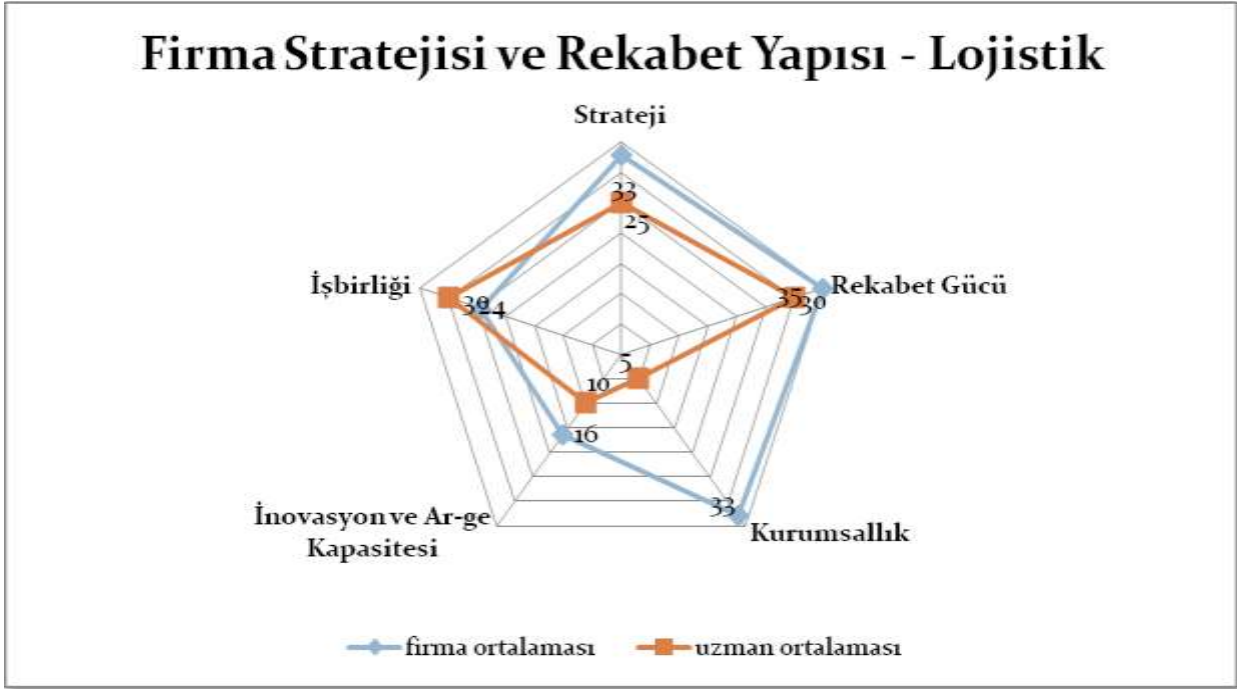 Firma Stratejisi ve Rekabet Yapısı - Lojistik
Strateji
33
25
İşbirliği
30
24
35
30
Rekabet Gücü
5
10
16
33
İnovasyon ve Ar-ge
Kapasitesi
Kurumsallık
firma ortalaması
uzman ortalaması